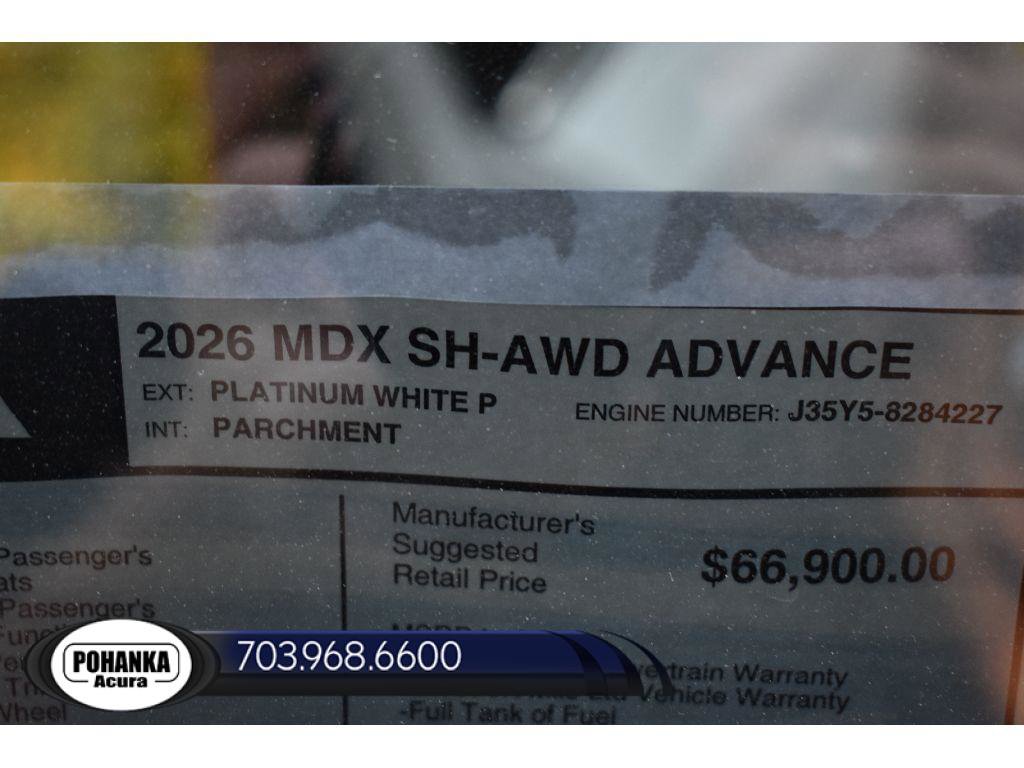 2026 MDX SH-AWD ADVANCE
EXT: PLATINUM WHITE P
ENGINE NUMBER: J35Y5-8284227
INT: PARCHMENT
Manufacturer's
Suggested
Retail Price
$66,900.00
Passenger's
ats
Passenger's
Wheel
Warranty
Vehicle Warranty
-Full Tank of Fuel
POHANKA
Acura
703.968.6600